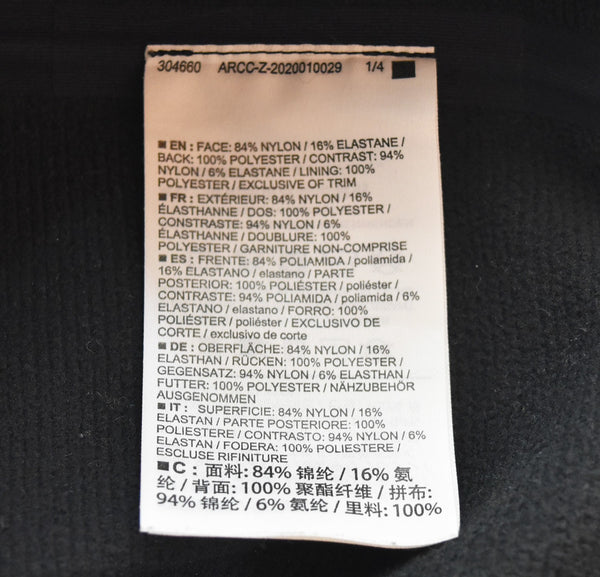 304660 ARCC-Z-2020010029 1/4
EN : FACE: 84% NYLON / 16% ELASTANE /
BACK: 100% POLYESTER / CONTRAST: 94%
NYLON / 6% ELASTANE / LINING: 100%
POLYESTER / EXCLUSIVE OF TRIM
FR : EXTÉRIEUR: 84% NYLON / 16%
ÉLASTHANNE / DOS: 100% POLYESTER /
CONSTRASTE: 94% NYLON / 6%
ÉLASTHANNE / DOUBLURE: 100%
POLYESTER / GARNITURE NON-COMPRISE
ES : FRENTE: 84% POLIAMIDA / poliamida /
16% ELASTANO / elastano / PARTE
POSTERIOR: 100% POLIÉSTER / poliéster /
CONTRASTE: 94% POLIAMIDA / poliamida / 6%
ELASTANO / elastano / FORRO: 100%
POLIÉSTER / poliéster / EXCLUSIVO DE
CORTE / exclusivo de corte
DE : OBERFLÄCHE: 84% NYLON / 16%
ELASTHAN / RÜCKEN: 100% POLYESTER /
GEGENSATZ: 94% NYLON / 6% ELASTHAN /
FUTTER: 100% POLYESTER / NÄHZUBEHÖR
AUSGENOMMEN
IT : SUPERFICIE: 84% NYLON / 16%
ELASTAN / PARTE POSTERIORE: 100%
POLIESTERE / CONTRASTO: 94% NYLON / 6%
ELASTAN / FODERA: 100% POLIESTERE /
ESCLUSE RIFINITURE
C : 面料: 84% 锦纶 / 16% 氨
纶 / 背面: 100% 聚酯纤维 / 拼布:
94% 锦纶 / 6% 氨纶 / 里料: 100%